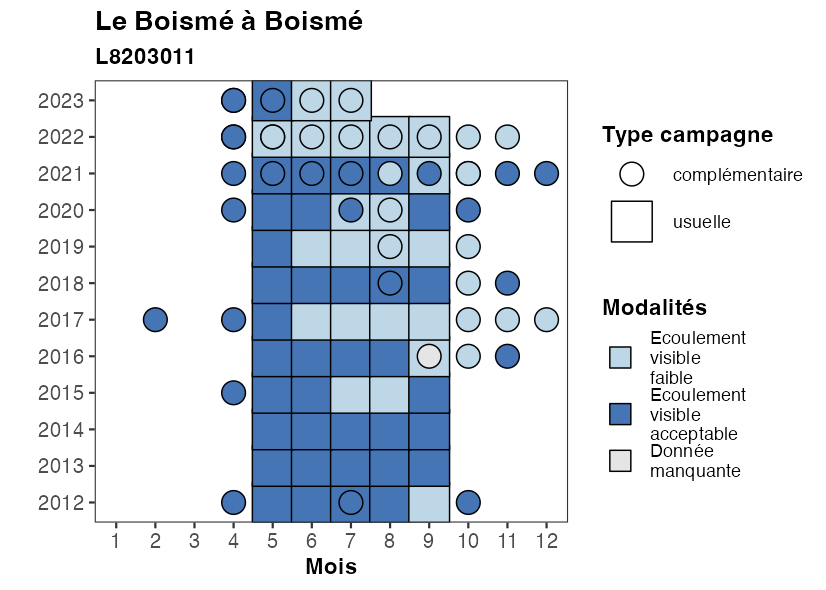 Le Boismé à Boismé
L8203011
2023
2022
2021
2020
2019
2018
2017
2016
2015
2014
2013
2012
1 2 3 4 5 6 7 8 9 10 11 12
Mois
Type campagne
complémentaire
usuelle
Modalités
Ecoulement
visible
faible
Ecoulement
visible
acceptable
Donnée
manquante